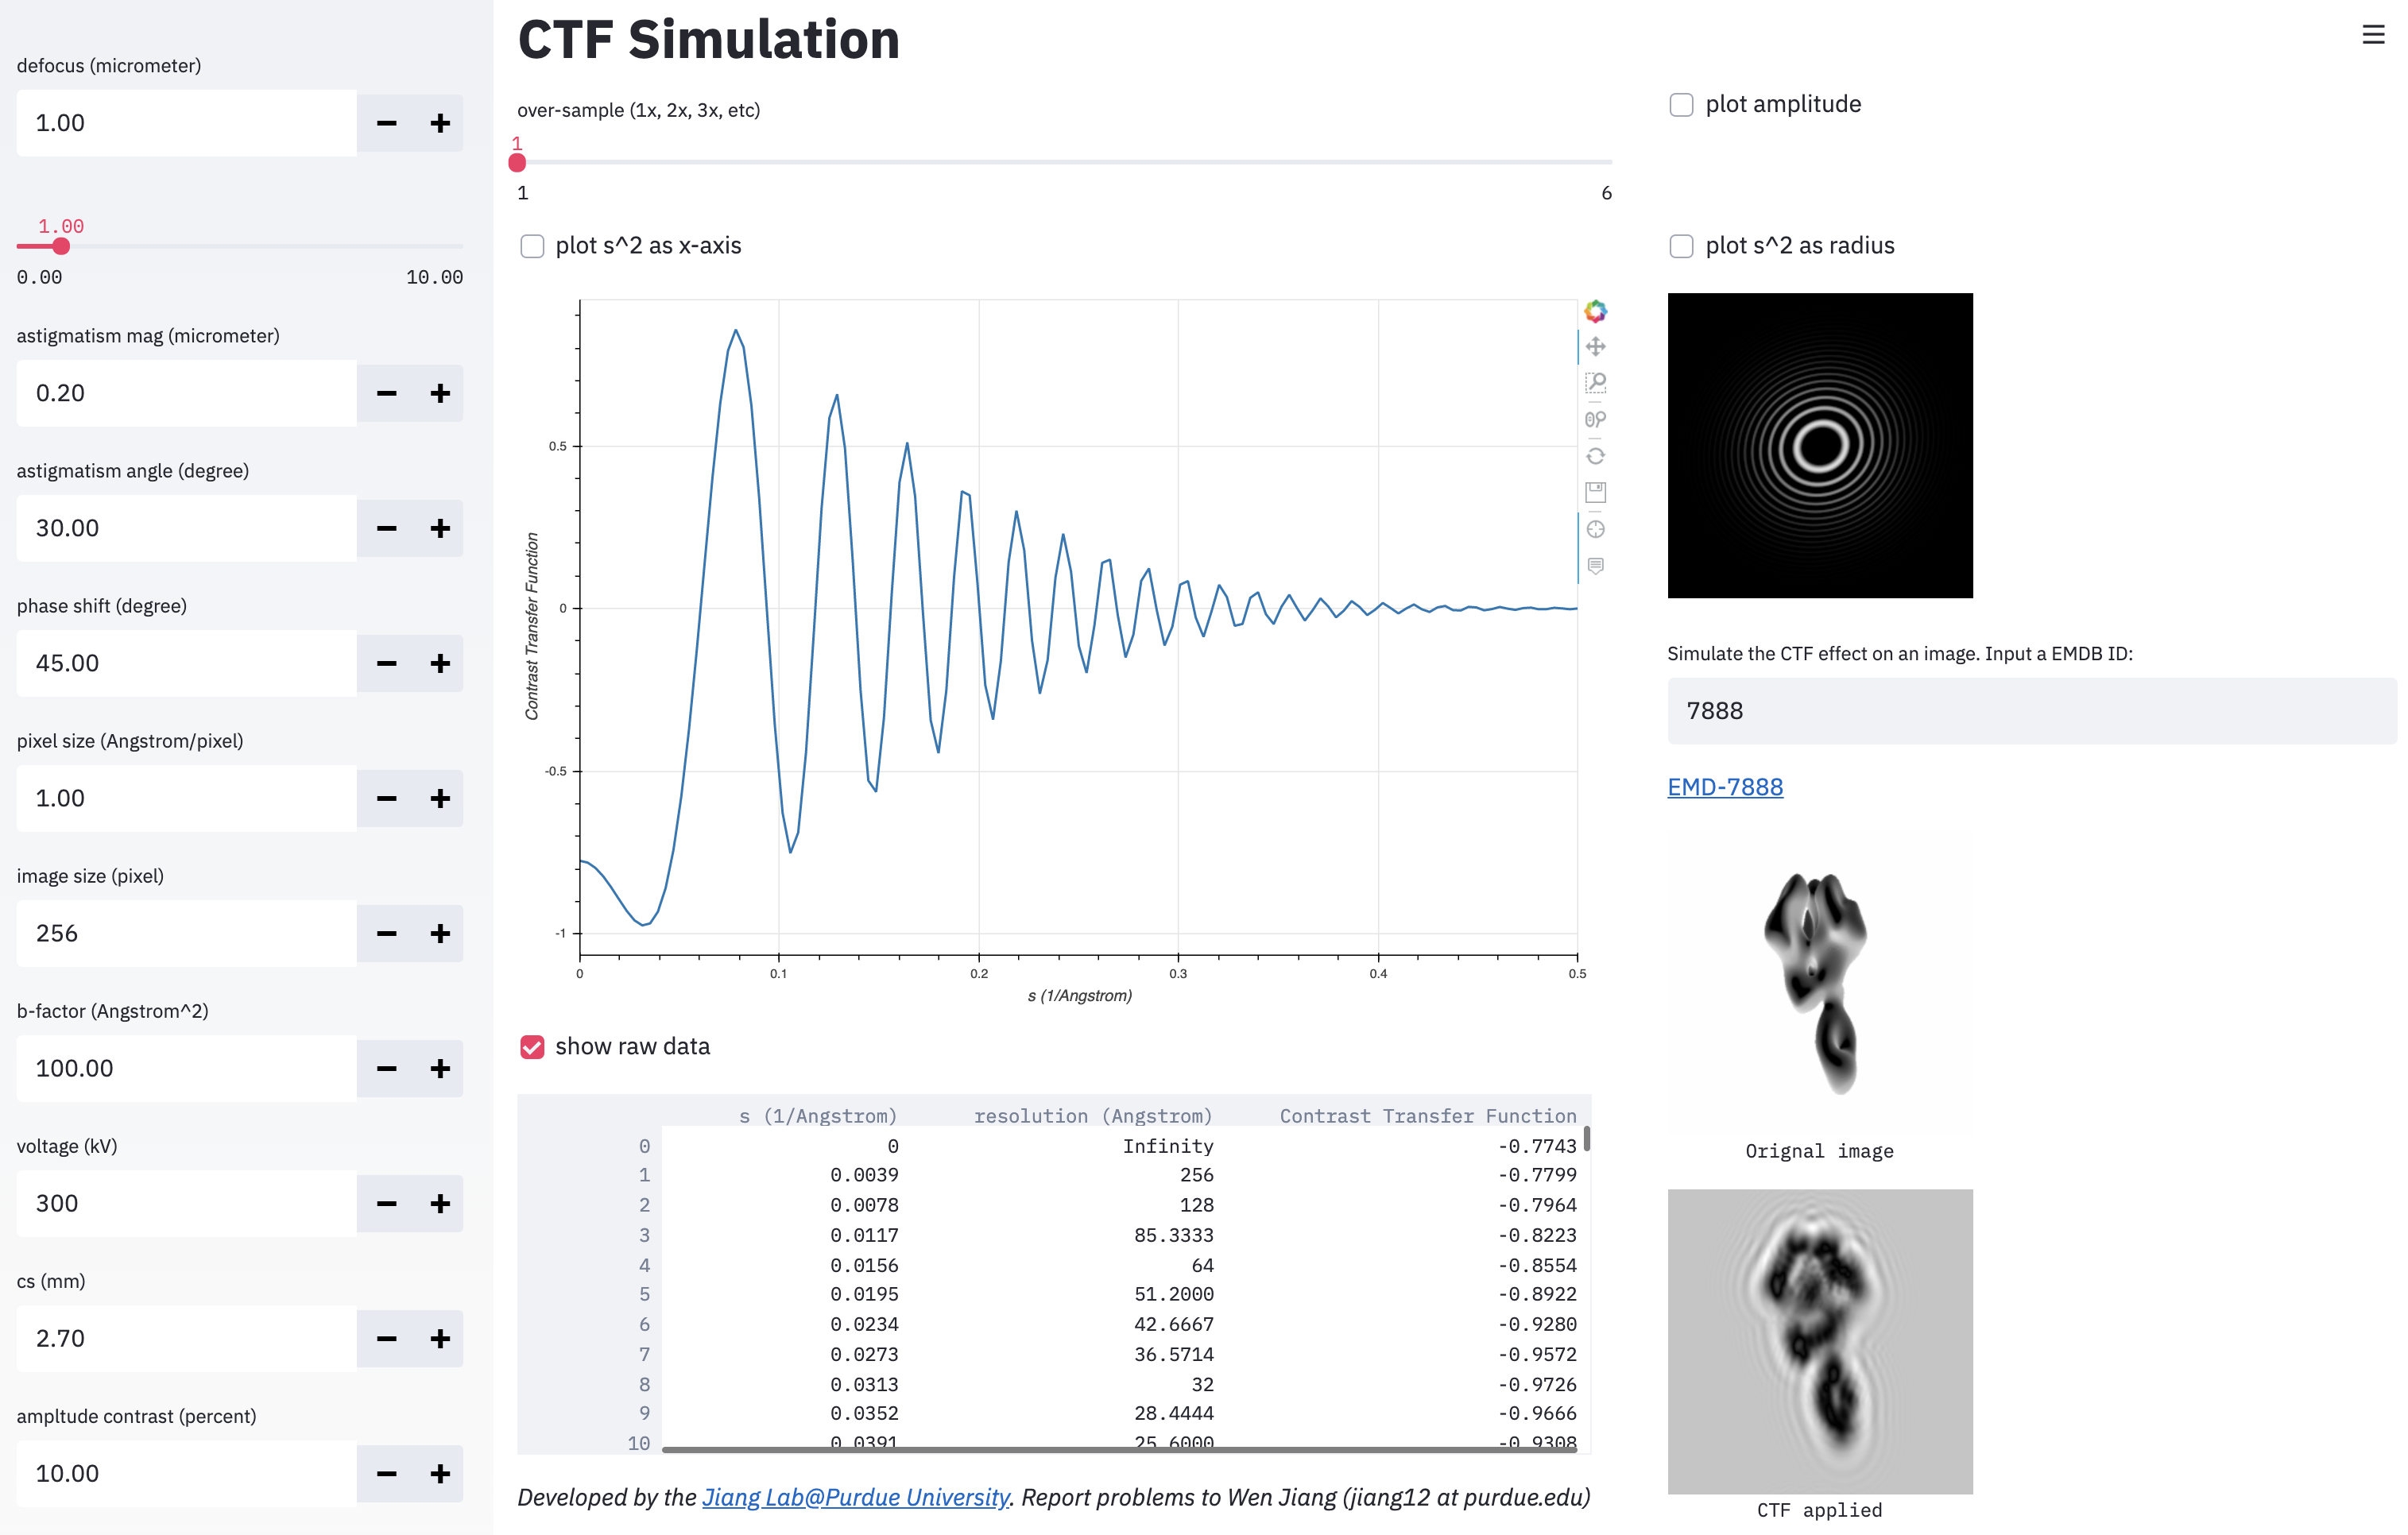 defocus (micrometer)
1.00
1.00
0.00 10.00
astigmatism mag (micrometer)
0.20
astigmatism angle (degree)
30.00
phase shift (degree)
45.00
pixel size (Angstrom/pixel)
1.00
image size (pixel)
256
b-factor (Angstrom^2)
100.00
voltage (kV)
300
cs (mm)
2.70
ampltude contrast (percent)
10.00
CTF Simulation
over-sample (1x, 2x, 3x, etc)
1
1 6
plot s^2 as x-axis
0.5
0
-0.5
-1
Contrast Transfer Function
0 0.1 0.2 0.3 0.4 0.5
s (1/Angstrom)
show raw data
s (1/Angstrom) resolution (Angstrom) Contrast Transfer Function
0 0 Infinity -0.7743
1 0.0039 256 -0.7799
2 0.0078 128 -0.7964
3 0.0117 85.3333 -0.8223
4 0.0156 64 -0.8554
5 0.0195 51.2000 -0.8922
6 0.0234 42.6667 -0.9280
7 0.0273 36.5714 -0.9572
8 0.0313 32 -0.9726
9 0.0352 28.4444 -0.9666
10 0.0391 25.6000 -0.9308
Developed by the Jiang Lab@Purdue University. Report problems to Wen Jiang (jiang12 at purdue.edu)
plot amplitude
plot s^2 as radius
Simulate the CTF effect on an image. Input a EMDB ID:
7888
EMD-7888
Orignal image
CTF applied